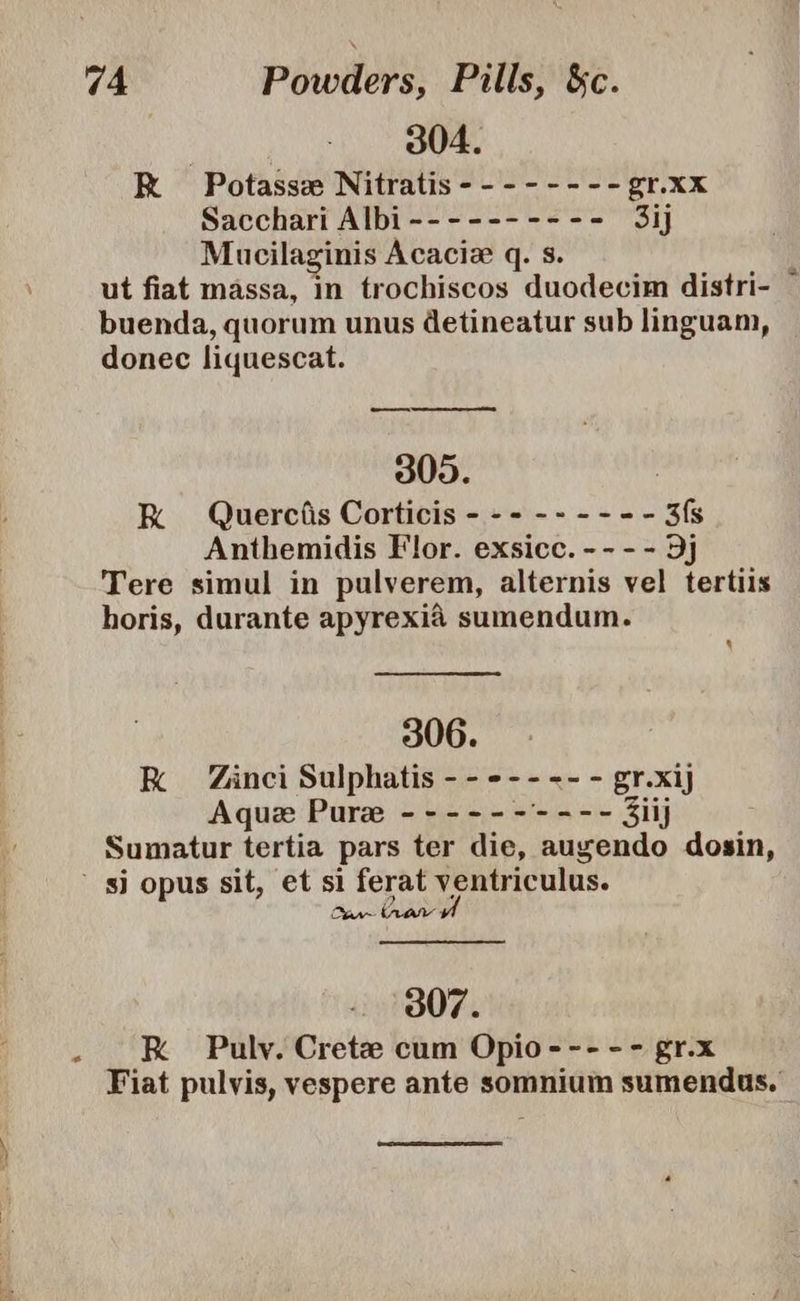 74 Powders, Pills, &c.
304.
℞ Potassæ Nitratis - - - - - - - - gr.xx
Sacchari Albi - - - - - - - - - - ʒij
Mucilaginis Acaciæ q. s.
ut fiat massa, in trochiscos duodecim distri-
buenda, quorum unus detineatur sub linguam,
donec liquescat.
305.
℞ Quercûs Corticis - - - - - - - - - ʒſs
Anthemidis Flor. exsicc. - - - - ℈j
Tere simul in pulverem, alternis vel tertiis
horis, durante apyrexiâ sumendum.
306.
℞ Zinci Sulphatis - - - - - - - - gr.xij
Aquæ Puræ - - - - - - - - - - ℥iij
Sumatur tertia pars ter die, augendo dosin,
si opus sit, et si ferat ventriculus.
307.
℞ Pulv. Cretæ cum Opio - - - - - gr.x
Fiat pulvis, vespere ante somnium sumendus.